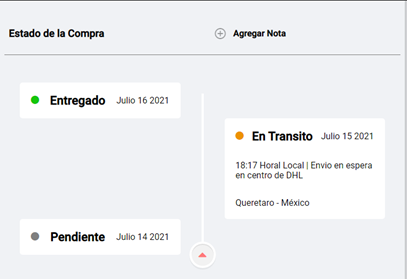 Estado de la Compra
Agregar Nota
Entregado Julio 16 2021
En Transito Julio 15 2021
18:17 Horal Local | Envio en espera
en centro de DHL
Queretaro - México
Pendiente Julio 14 2021